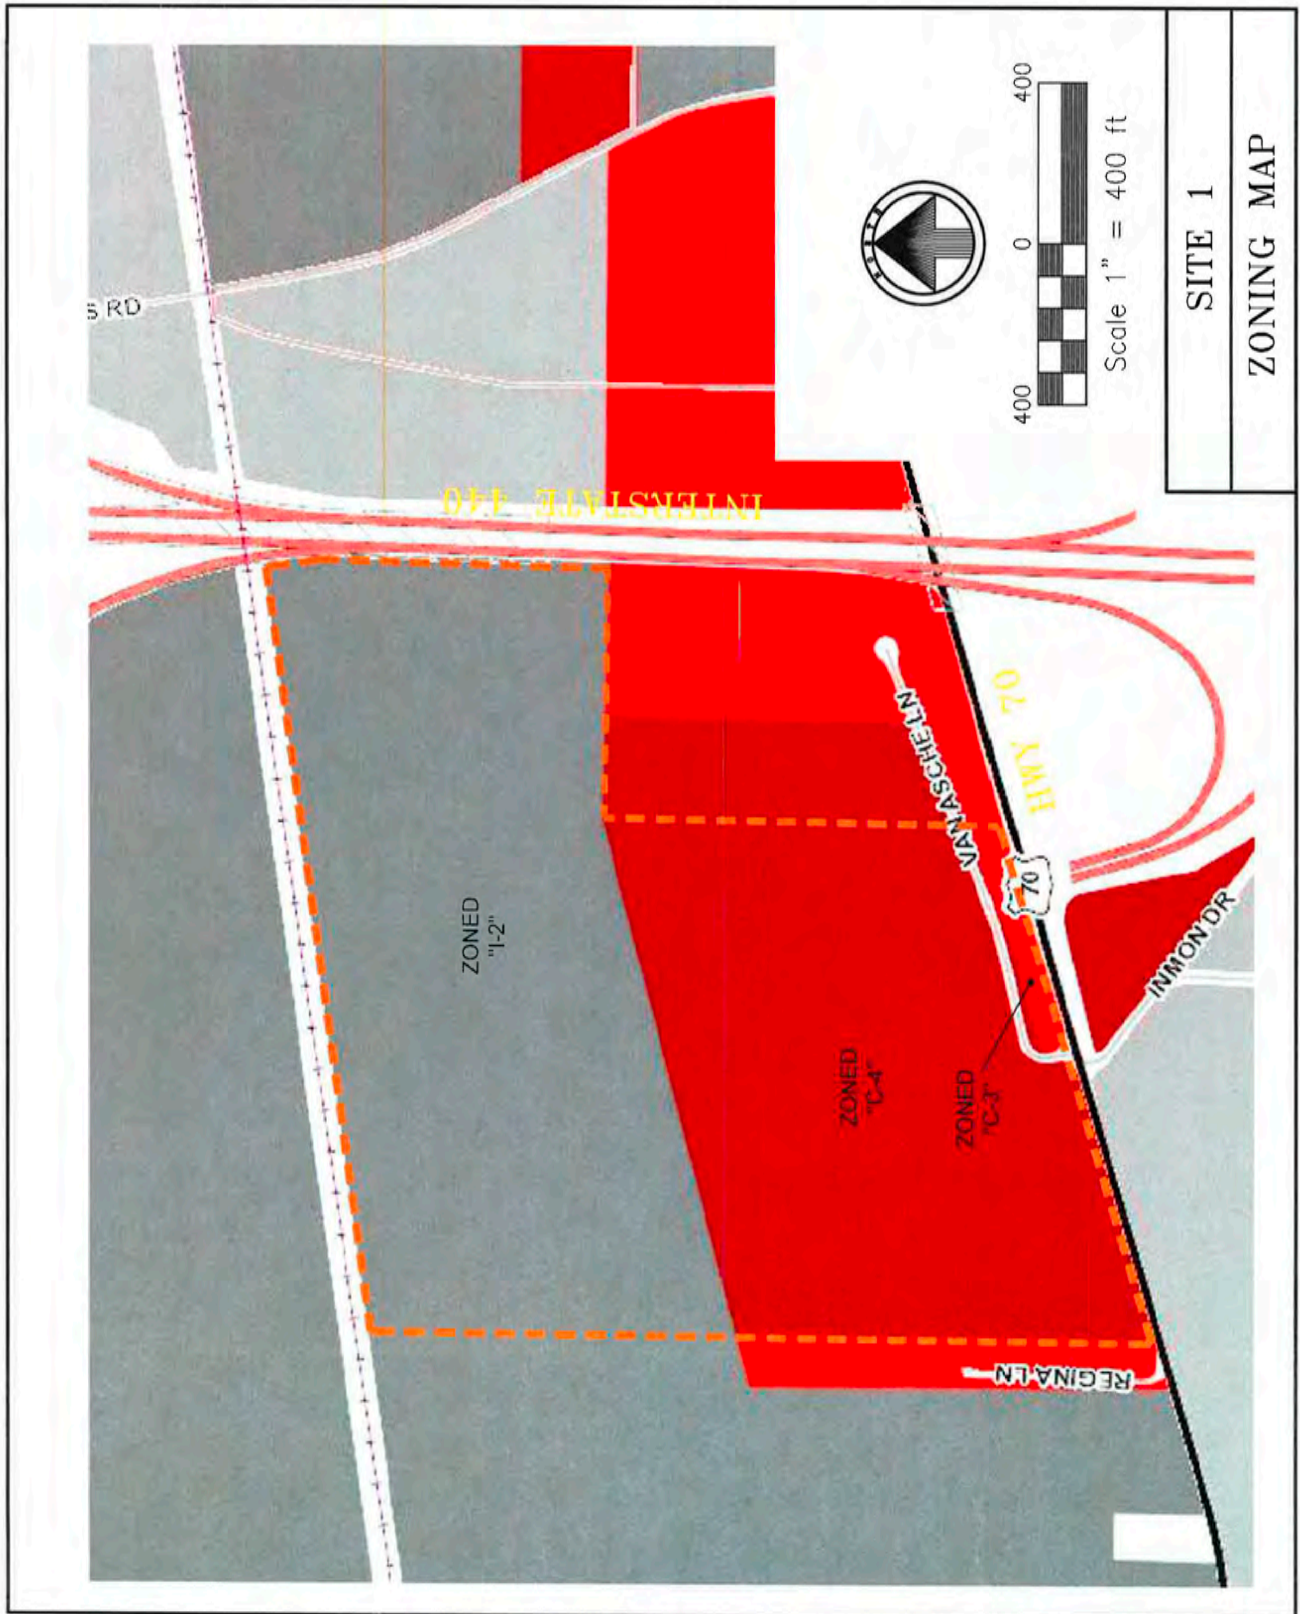 S RD
INTERSTATE 440
ZONED
"I-2"
VAN ASCHE LN
HWY 70
70
INMON DR
ZONED
"C-4"
ZONED
"C-3"
REGINA LN
NORTH
400 0 400
Scale 1" = 400 ft
SITE 1
ZONING MAP